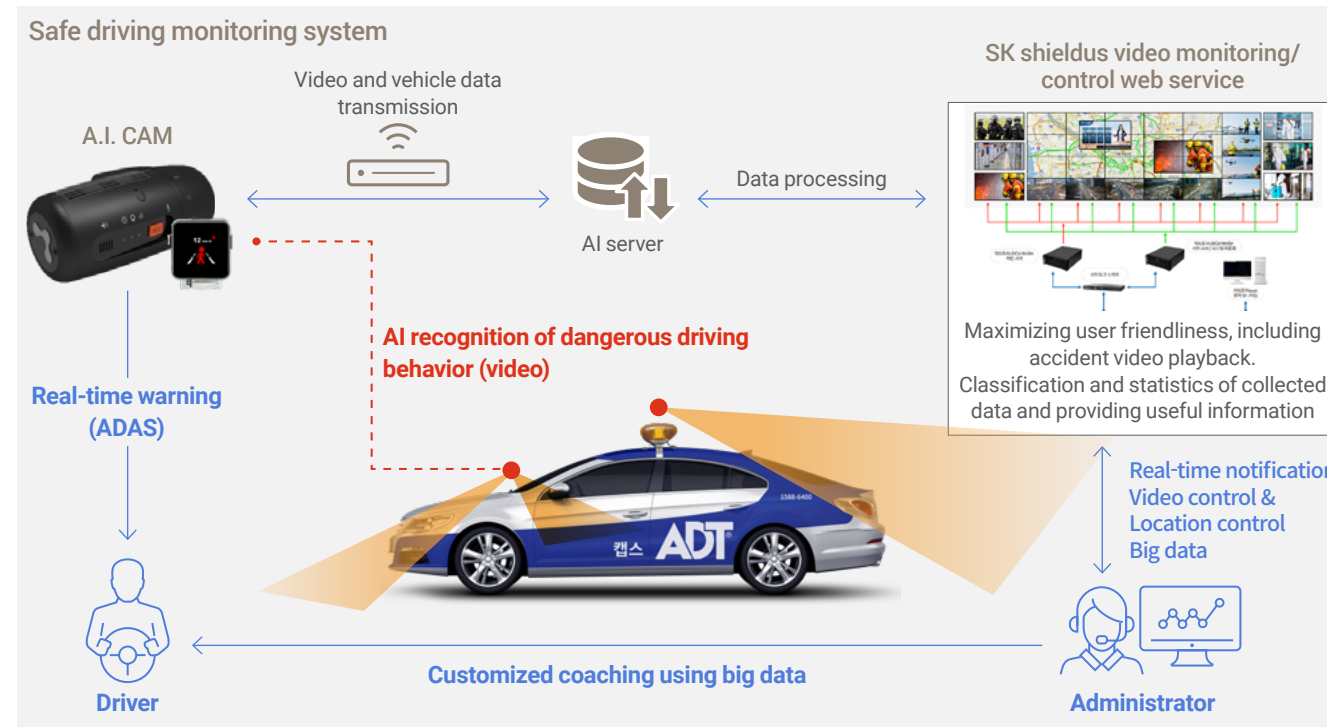 Safe driving monitoring system
Video and vehicle data
transmission
SK shieldus video monitoring/
control web service
A.I. CAM
12
Data processing
AI server
AI recognition of dangerous driving
behavior (video)
Maximizing user friendliness, including
accident video playback.
Classification and statistics of collected
data and providing useful information
Real-time warning
(ADAS)
1588-6400
캡스 ADT
Real-time notification
Video control &
Location control
Big data
Customized coaching using big data
Driver
Administrator